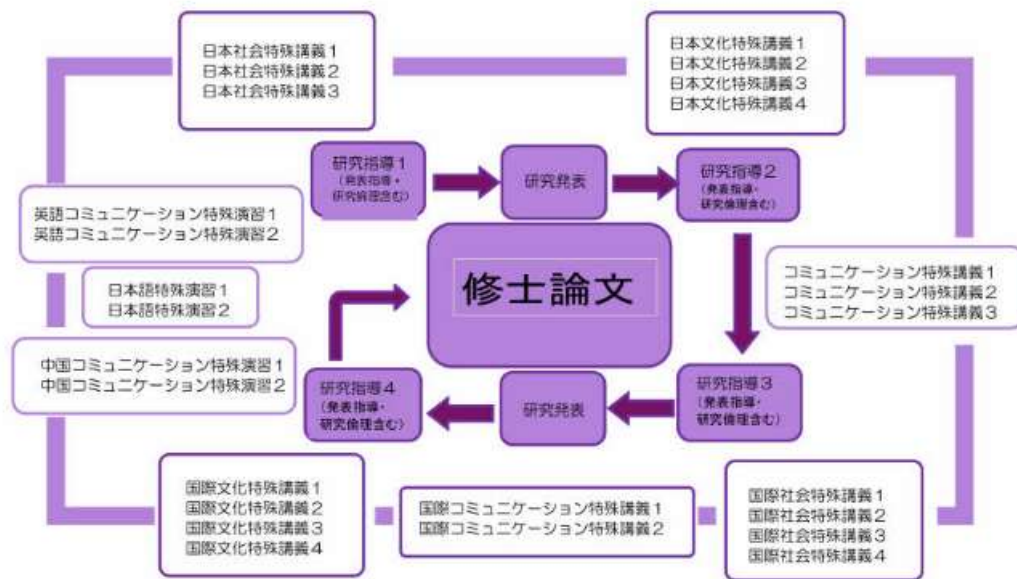 日本社会特殊講義1
日本社会特殊講義2
日本社会特殊講義3
日本文化特殊講義1
日本文化特殊講義2
日本文化特殊講義3
日本文化特殊講義4
研究指導1
(発表指導・
研究倫理含む)
研究発表
研究指導2
(発表指導・
研究倫理含む)
英語コミュニケーション特殊演習1
英語コミュニケーション特殊演習2
日本語特殊演習1
日本語特殊演習2
中国コミュニケーション特殊演習1
中国コミュニケーション特殊演習2
修士論文
コミュニケーション特殊講義1
コミュニケーション特殊講義2
コミュニケーション特殊講義3
研究指導4
(発表指導・
研究倫理含む)
研究発表
研究指導3
(発表指導・
研究倫理含む)
国際文化特殊講義1
国際文化特殊講義2
国際文化特殊講義3
国際文化特殊講義4
国際コミュニケーション特殊講義1
国際コミュニケーション特殊講義2
国際社会特殊講義1
国際社会特殊講義2
国際社会特殊講義3
国際社会特殊講義4